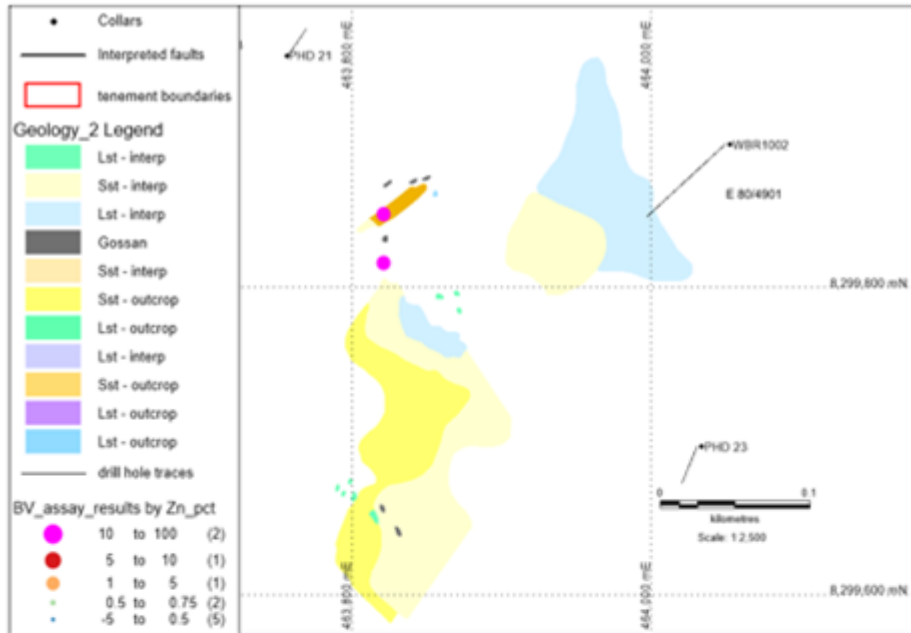 Collars
Interpreted faults
tenement boundaries
Geology_2 Legend
Lst - interp
Sst - interp
Lst - interp
Gossan
Sst - interp
Sst - outcrop
Lst - outcrop
Lst - interp
Sst - outcrop
Lst - outcrop
Lst - outcrop
drill hole traces
BV_assay_results by Zn_pct
10 to 100 (2)
5 to 10 (1)
1 to 5 (1)
0.5 to 0.75 (2)
-5 to 0.5 (5)
PHD 21
463,800 mE
464,000 mE
WBR1002
E 80/4901
8,299,800 mN
PHD 23
0 0.1
kilometres
Scale: 1:2,500
8,299,600 mN
463,800 mE
464,000 mE